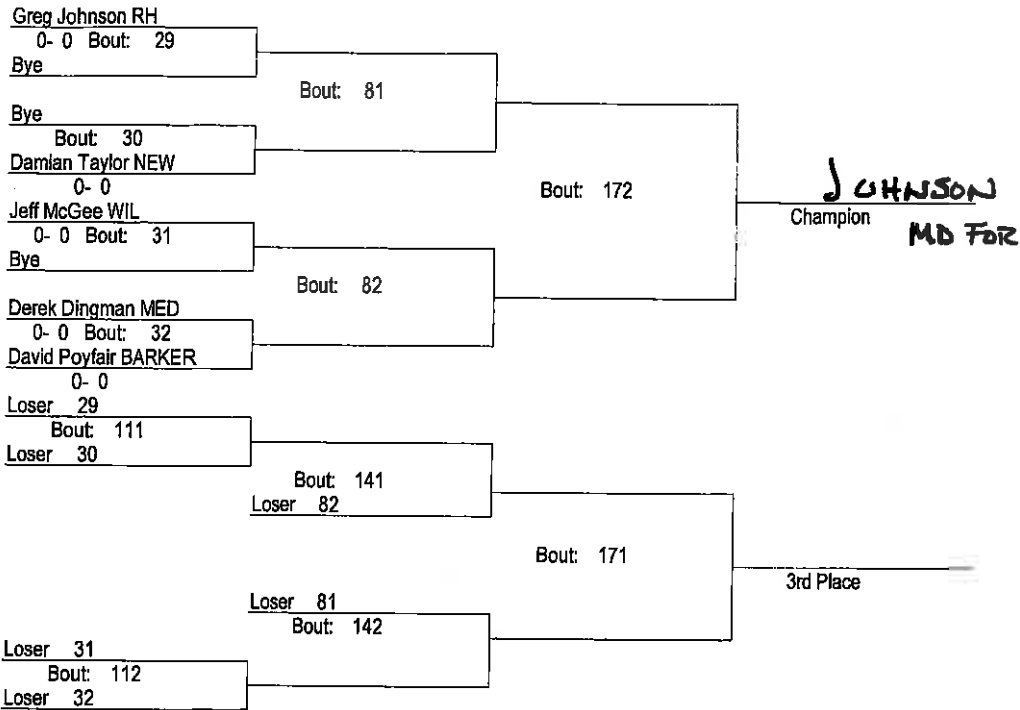 Greg Johnson RH
0- 0 Bout: 29
Bye
Bout: 81
Bye
Bout: 30
Damian Taylor NEW
0- 0
Bout: 172
JOHNSON
Champion
MD FOR
Jeff McGee WIL
0- 0 Bout: 31
Bye
Bout: 82
Derek Dingman MED
0- 0 Bout: 32
David Poyfair BARKER
0- 0
Loser 29
Bout: 111
Loser 30
Bout: 141
Loser 82
Bout: 171
3rd Place
Loser 81
Bout: 142
Loser 31
Bout: 112
Loser 32